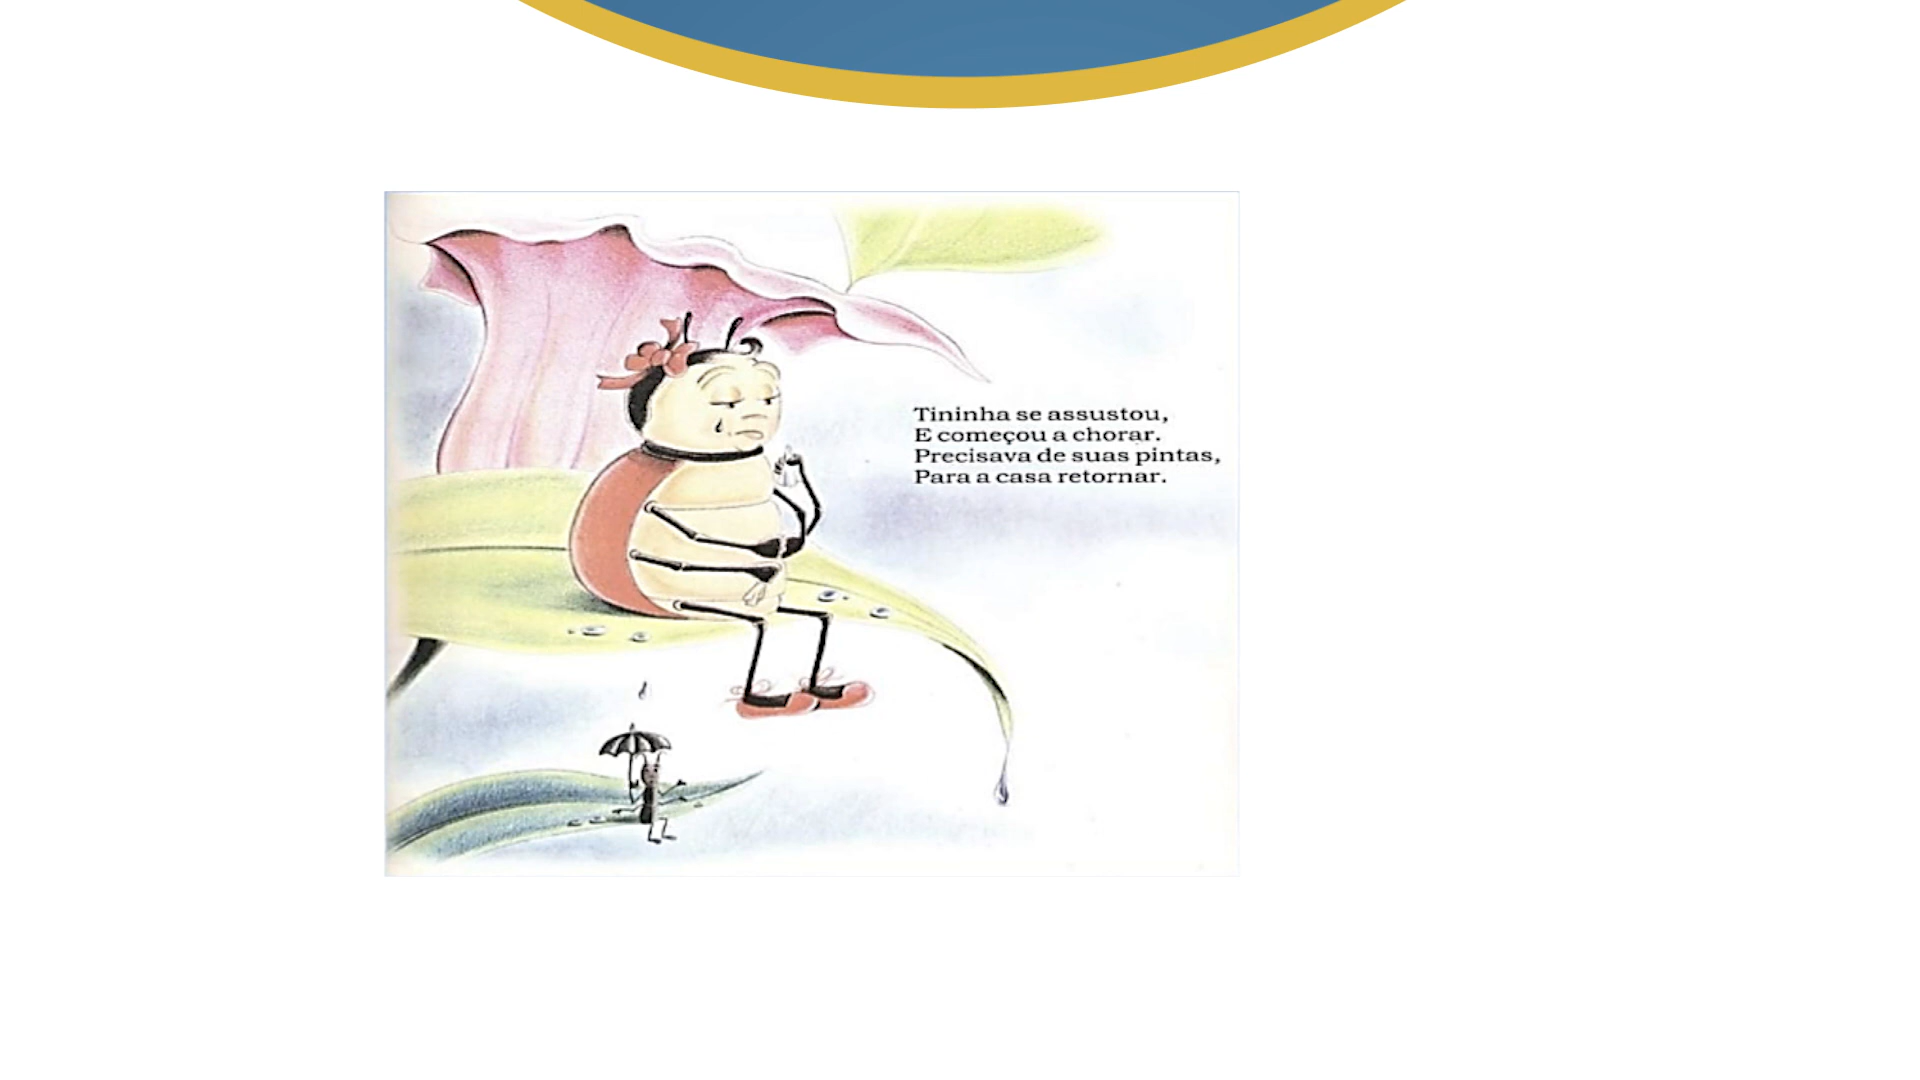 Tininha se assustou,
E começou a chorar.
Precisava de suas pintas,
Para a casa retornar.